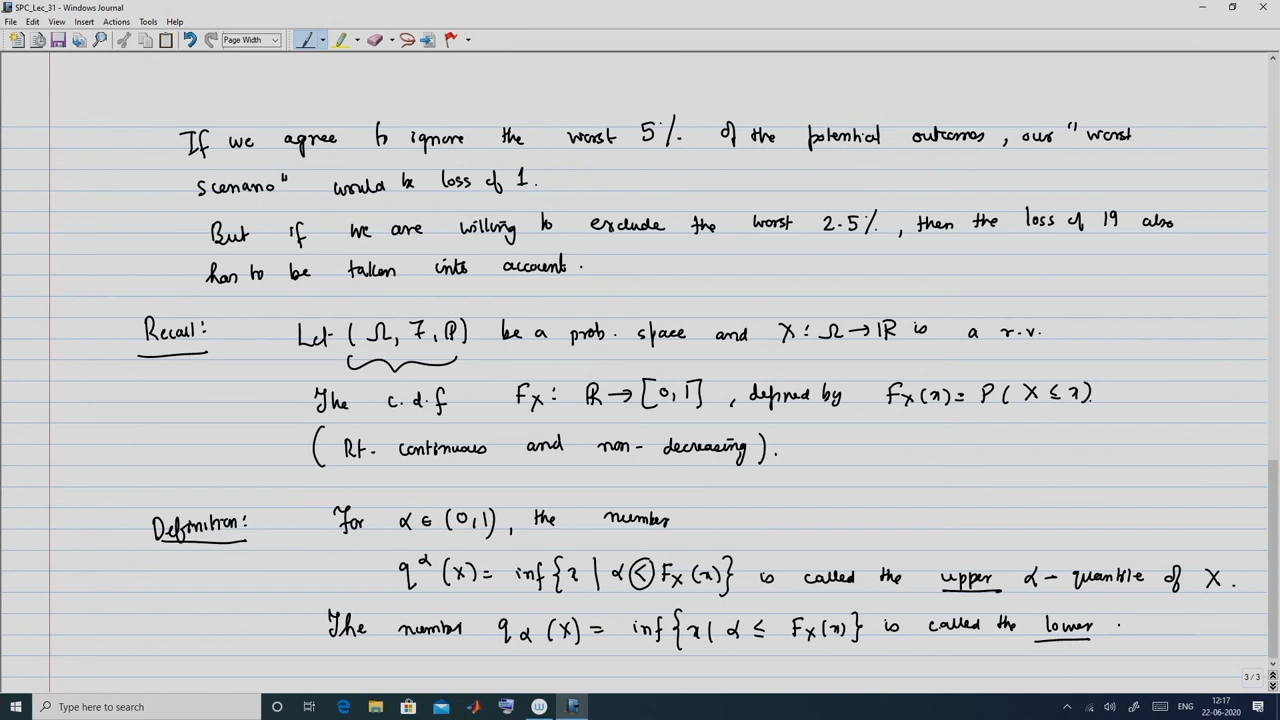 SPC_Lec_31 - Windows Journal
File Edit View Insert Actions Tools Help
Page Width
If we agree to ignore the worst 5% of the potential outcomes, our "worst
scenario" would be loss of 1.
But if we are willing to exclude the worst 2.5%, then the loss of 19 also
has to be taken into account.
Recall: Let (Ω, F, ℙ) be a prob. space and X : Ω → ℝ is a r.v.
The c.d.f F_X : ℝ → [0,1], defined by F_X(x) = P(X ≤ x).
(Rt. continuous and non-decreasing).
Definition: For α ∈ (0,1), the number
q^α(X) = inf{x | α < F_X(x)} is called the upper α-quantile of X.
The number q_α(X) = inf{x | α ≤ F_X(x)} is called the lower .
3/3
Type here to search
ENG
12:17
22-06-2020